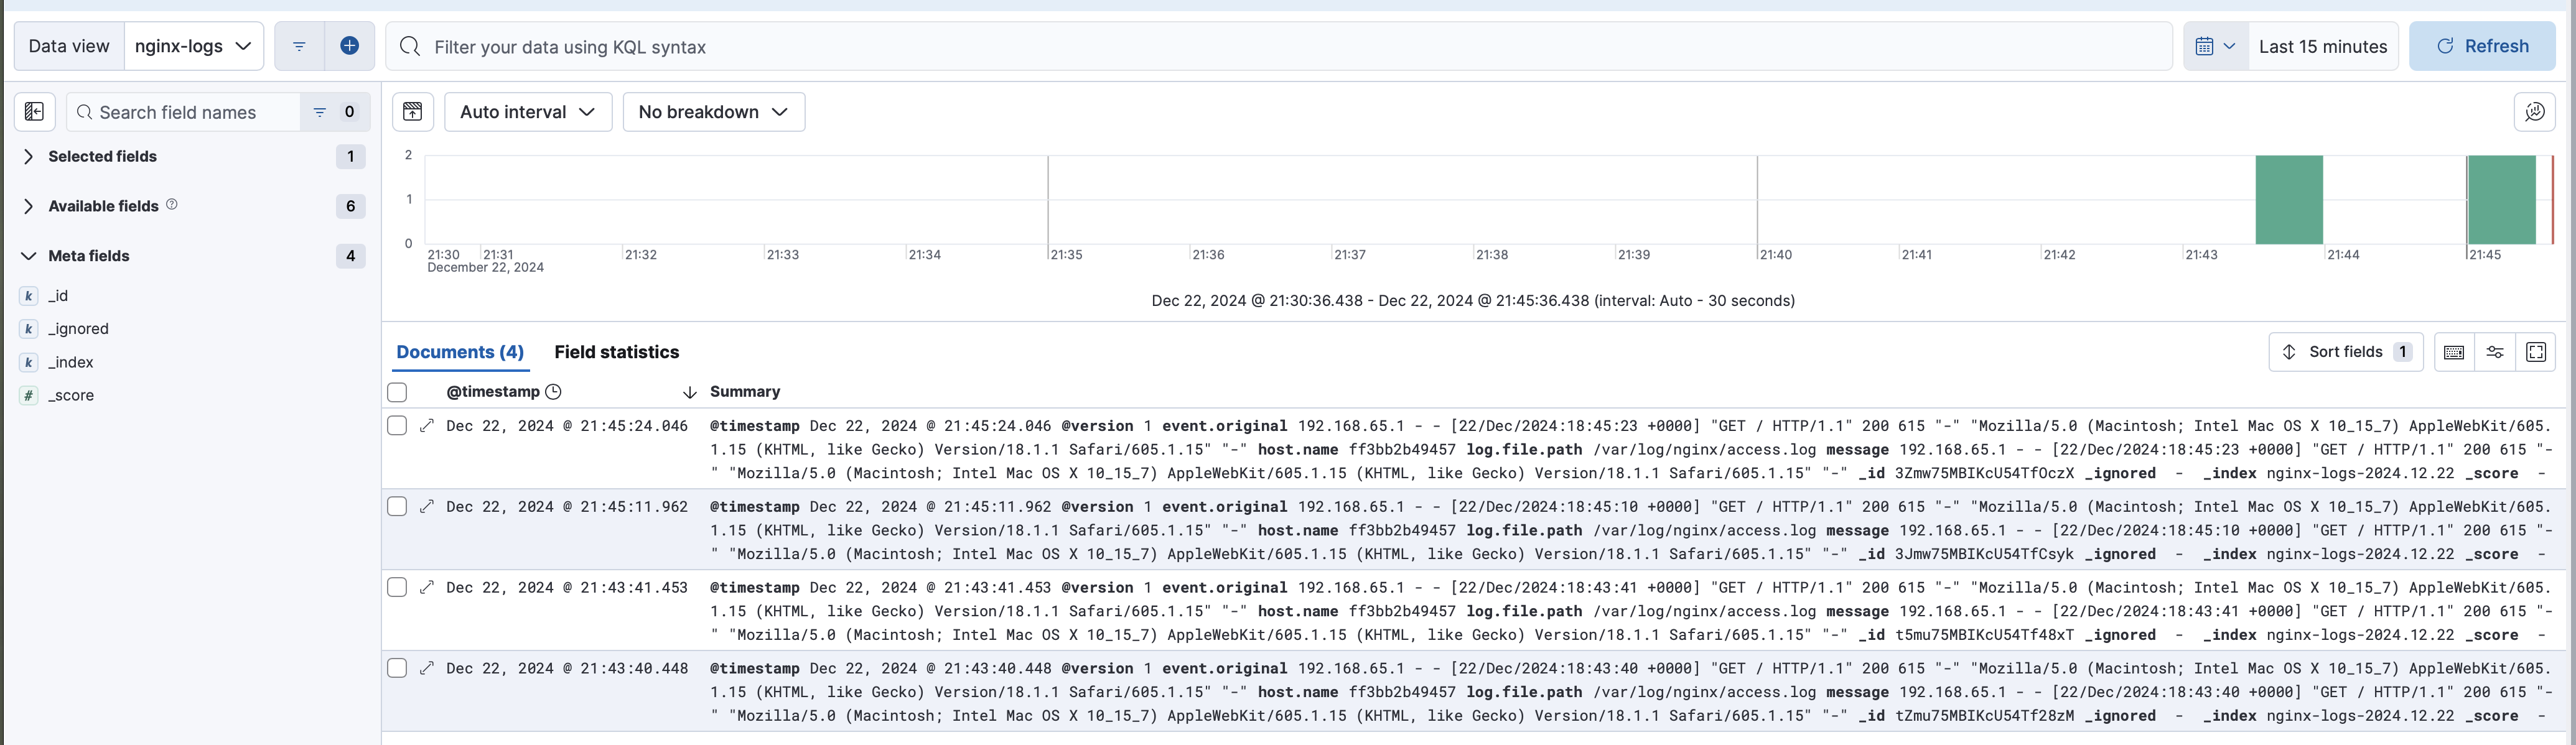 Data view nginx-logs Filter your data using KQL syntax Last 15 minutes Refresh
Search field names 0 Auto interval No breakdown
Selected fields 1
Available fields 6
Meta fields 4
k _id
k _ignored
k _index
# _score
2
1
0
21:30 21:31 21:32 21:33 21:34 21:35 21:36 21:37 21:38 21:39 21:40 21:41 21:42 21:43 21:44 21:45
December 22, 2024
Dec 22, 2024 @ 21:30:36.438 - Dec 22, 2024 @ 21:45:36.438 (interval: Auto - 30 seconds)
Documents (4) Field statistics Sort fields 1
@timestamp Summary
Dec 22, 2024 @ 21:45:24.046 @timestamp Dec 22, 2024 @ 21:45:24.046 @version 1 event.original 192.168.65.1 - - [22/Dec/2024:18:45:23 +0000] "GET / HTTP/1.1" 200 615 "-" "Mozilla/5.0 (Macintosh; Intel Mac OS X 10_15_7) AppleWebKit/605.
1.15 (KHTML, like Gecko) Version/18.1.1 Safari/605.1.15" "-" host.name ff3bb2b49457 log.file.path /var/log/nginx/access.log message 192.168.65.1 - - [22/Dec/2024:18:45:23 +0000] "GET / HTTP/1.1" 200 615 "-
" "Mozilla/5.0 (Macintosh; Intel Mac OS X 10_15_7) AppleWebKit/605.1.15 (KHTML, like Gecko) Version/18.1.1 Safari/605.1.15" "-" _id 3Zmw75MBIKcU54TfOczX _ignored - _index nginx-logs-2024.12.22 _score -
Dec 22, 2024 @ 21:45:11.962 @timestamp Dec 22, 2024 @ 21:45:11.962 @version 1 event.original 192.168.65.1 - - [22/Dec/2024:18:45:10 +0000] "GET / HTTP/1.1" 200 615 "-" "Mozilla/5.0 (Macintosh; Intel Mac OS X 10_15_7) AppleWebKit/605.
1.15 (KHTML, like Gecko) Version/18.1.1 Safari/605.1.15" "-" host.name ff3bb2b49457 log.file.path /var/log/nginx/access.log message 192.168.65.1 - - [22/Dec/2024:18:45:10 +0000] "GET / HTTP/1.1" 200 615 "-
" "Mozilla/5.0 (Macintosh; Intel Mac OS X 10_15_7) AppleWebKit/605.1.15 (KHTML, like Gecko) Version/18.1.1 Safari/605.1.15" "-" _id 3Jmw75MBIKcU54TfCsyk _ignored - _index nginx-logs-2024.12.22 _score -
Dec 22, 2024 @ 21:43:41.453 @timestamp Dec 22, 2024 @ 21:43:41.453 @version 1 event.original 192.168.65.1 - - [22/Dec/2024:18:43:41 +0000] "GET / HTTP/1.1" 200 615 "-" "Mozilla/5.0 (Macintosh; Intel Mac OS X 10_15_7) AppleWebKit/605.
1.15 (KHTML, like Gecko) Version/18.1.1 Safari/605.1.15" "-" host.name ff3bb2b49457 log.file.path /var/log/nginx/access.log message 192.168.65.1 - - [22/Dec/2024:18:43:41 +0000] "GET / HTTP/1.1" 200 615 "-
" "Mozilla/5.0 (Macintosh; Intel Mac OS X 10_15_7) AppleWebKit/605.1.15 (KHTML, like Gecko) Version/18.1.1 Safari/605.1.15" "-" _id t5mu75MBIKcU54Tf48xT _ignored - _index nginx-logs-2024.12.22 _score -
Dec 22, 2024 @ 21:43:40.448 @timestamp Dec 22, 2024 @ 21:43:40.448 @version 1 event.original 192.168.65.1 - - [22/Dec/2024:18:43:40 +0000] "GET / HTTP/1.1" 200 615 "-" "Mozilla/5.0 (Macintosh; Intel Mac OS X 10_15_7) AppleWebKit/605.
1.15 (KHTML, like Gecko) Version/18.1.1 Safari/605.1.15" "-" host.name ff3bb2b49457 log.file.path /var/log/nginx/access.log message 192.168.65.1 - - [22/Dec/2024:18:43:40 +0000] "GET / HTTP/1.1" 200 615 "-
" "Mozilla/5.0 (Macintosh; Intel Mac OS X 10_15_7) AppleWebKit/605.1.15 (KHTML, like Gecko) Version/18.1.1 Safari/605.1.15" "-" _id tZmu75MBIKcU54Tf28zM _ignored - _index nginx-logs-2024.12.22 _score -